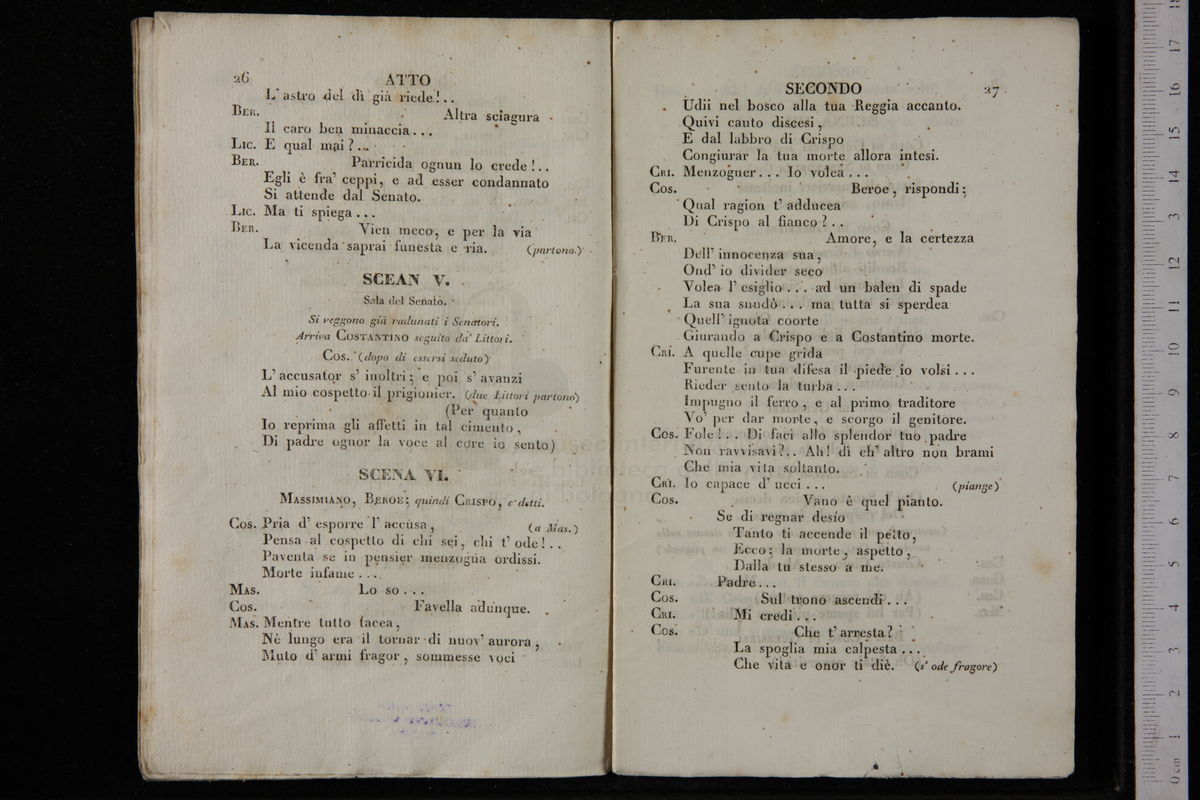 26 ATTO
L' astro del dì già riede!..
BER. Altra sciagura
Il caro ben minaccia...
LIC. E qual mai?...
BER. Parricida ognun lo crede!..
Egli è fra' ceppi, e ad esser condannato
Si attende dal Senato.
LIC. Ma ti spiega...
BER. Vien meco, e per la via
La vicenda saprai funesta e ria. (partono.)
SCEAN V.
Sala del Senato.
Si veggono già radunati i Senatori.
Arriva COSTANTINO seguito da' Littori.
COS. (dopo di essersi seduto)
L' accusator s' inoltri; e poi s' avanzi
Al mio cospetto il prigionier. (due Littori partono)
(Per quanto
Io reprima gli affetti in tal cimento,
Di padre ognor la voce al core io sento)
SCENA VI.
MASSIMIANO, BEROE; quindi CRISPO, e detti.
COS. Pria d' esporre l' accusa, (a Mas.)
Pensa al cospetto di chi sei, chi t' ode!..
Paventa se in pensier menzogna ordissi.
Morte infame....
MAS. Lo so...
COS. Favella adunque.
MAS. Mentre tutto tacea,
Nè lungo era il tornar di nuov' aurora,
Muto d' armi fragor, sommesse voci
SECONDO 27
Udii nel bosco alla tua Reggia accanto.
Quivi cauto discesi,
E dal labbro di Crispo
Congiurar la tua morte allora intesi.
CRI. Menzogner... Io volea...
COS. Beroe, rispondi;
Qual ragion t' adducea
Di Crispo al fianco?..
BER. Amore, e la certezza
Dell' innocenza sua,
Ond' io divider seco
Volea l' esiglio... ad un balen di spade
La sua snudò... ma tutta si sperdea
Quell' ignota coorte
Giurando a Crispo e a Costantino morte.
CRI. A quelle cupe grida
Furente in tua difesa il piede io volsi...
Rieder sento la turba...
Impugno il ferro, e al primo traditore
Vo' per dar morte, e scorgo il genitore.
COS. Fole!.. Di faci allo splendor tuo padre
Non ravvisavi?.. Ah! dì ch' altro non brami
Che mia vita soltanto.
CRI. Io capace d' ucci... (piange)
COS. Vano è quel pianto.
Se di regnar desio
Tanto ti accende il petto,
Ecco; la morte, aspetto,
Dalla tu stesso a me.
CRI. Padre...
COS. Sul trono ascendi...
CRI. Mi credi...
COS. Che t' arresta?
La spoglia mia calpesta...
Che vita e onor ti diè. (s' ode fragore)